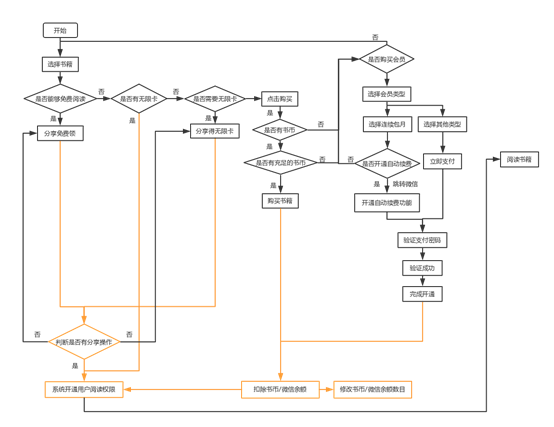 开始
否
选择书籍
是否购买会员
是
是否能够免费阅读
否
是否有无限卡
否
是否需要无限卡
点击购买
选择会员类型
是
是
是
是
分享免费领
分享得无限卡
是否有书币
否
选择连续包月
选择其他类型
是
是否有充足的书币
否
否
是否开通自动续费
立即支付
阅读书籍
是
是
跳转微信
购买书籍
开通自动续费功能
验证支付密码
验证成功
完成开通
否
判断是否有分享操作
否
是
系统开通用户阅读权限
扣除书币/微信余额
修改书币/微信余额数目